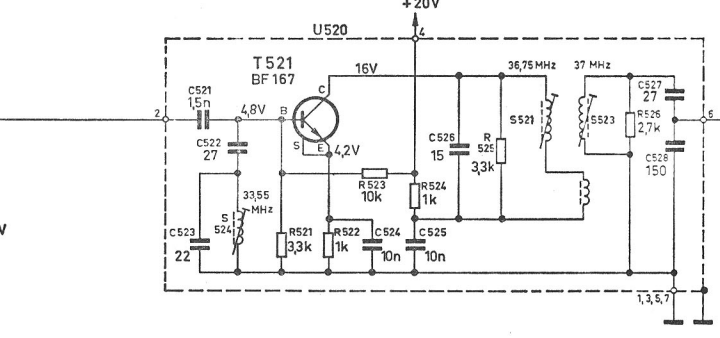 +20V
U520
4
T521
BF 167
16V
36,75 MHz
37 MHz
C521
1,5n
2
4,8V
B
C
S
E
4,2V
C522
27
33,55
MHz
S
524
C523
22
R523
10k
R524
1k
R521
3,3k
R522
1k
C524
10n
C525
10n
C526
15
R
525
3,3k
S521
S523
R526
2,7k
C527
27
C528
150
6
1,3,5,7
V